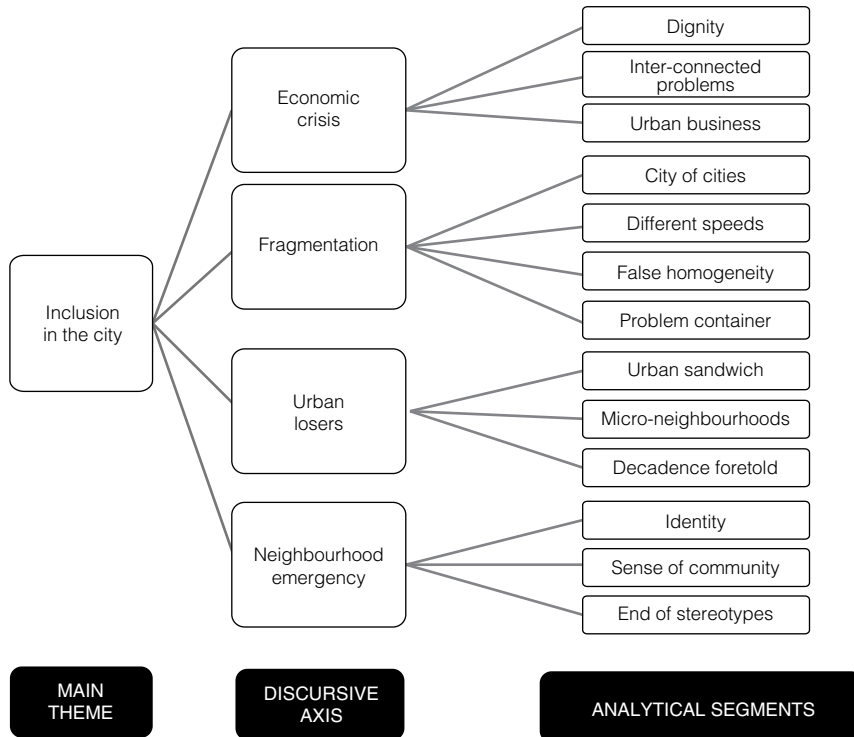 Inclusion
in the city
Economic
crisis
Dignity
Inter-connected
problems
Urban business
Fragmentation
City of cities
Different speeds
False homogeneity
Problem container
Urban
losers
Urban sandwich
Micro-neighbourhoods
Decadence foretold
Neighbourhood
emergency
Identity
Sense of community
End of stereotypes
MAIN
THEME
DISCURSIVE
AXIS
ANALYTICAL SEGMENTS